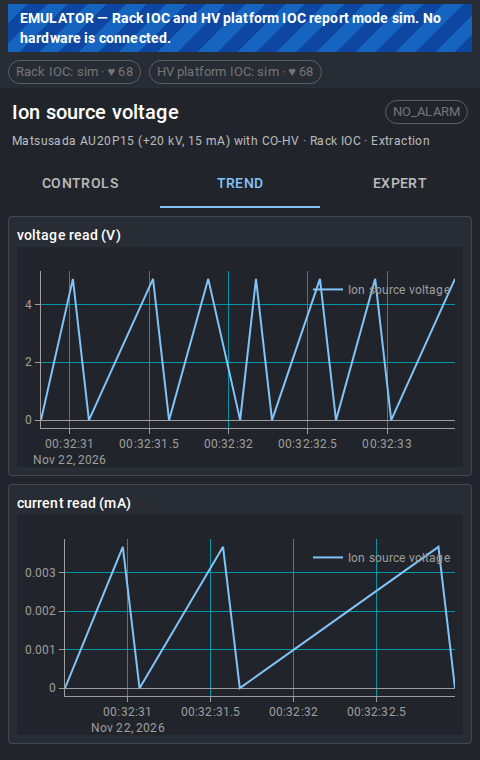 EMULATOR — Rack IOC and HV platform IOC report mode sim. No
hardware is connected.
Rack IOC: sim · ♥ 68
HV platform IOC: sim · ♥ 68
Ion source voltage
NO_ALARM
Matsusada AU20P15 (+20 kV, 15 mA) with CO-HV · Rack IOC · Extraction
CONTROLS
TREND
EXPERT
voltage read (V)
Ion source voltage
4
2
0
00:32:31
00:32:31.5
00:32:32
00:32:32.5
00:32:33
Nov 22, 2026
current read (mA)
Ion source voltage
0.003
0.002
0.001
0
00:32:31
00:32:31.5
00:32:32
00:32:32.5
Nov 22, 2026